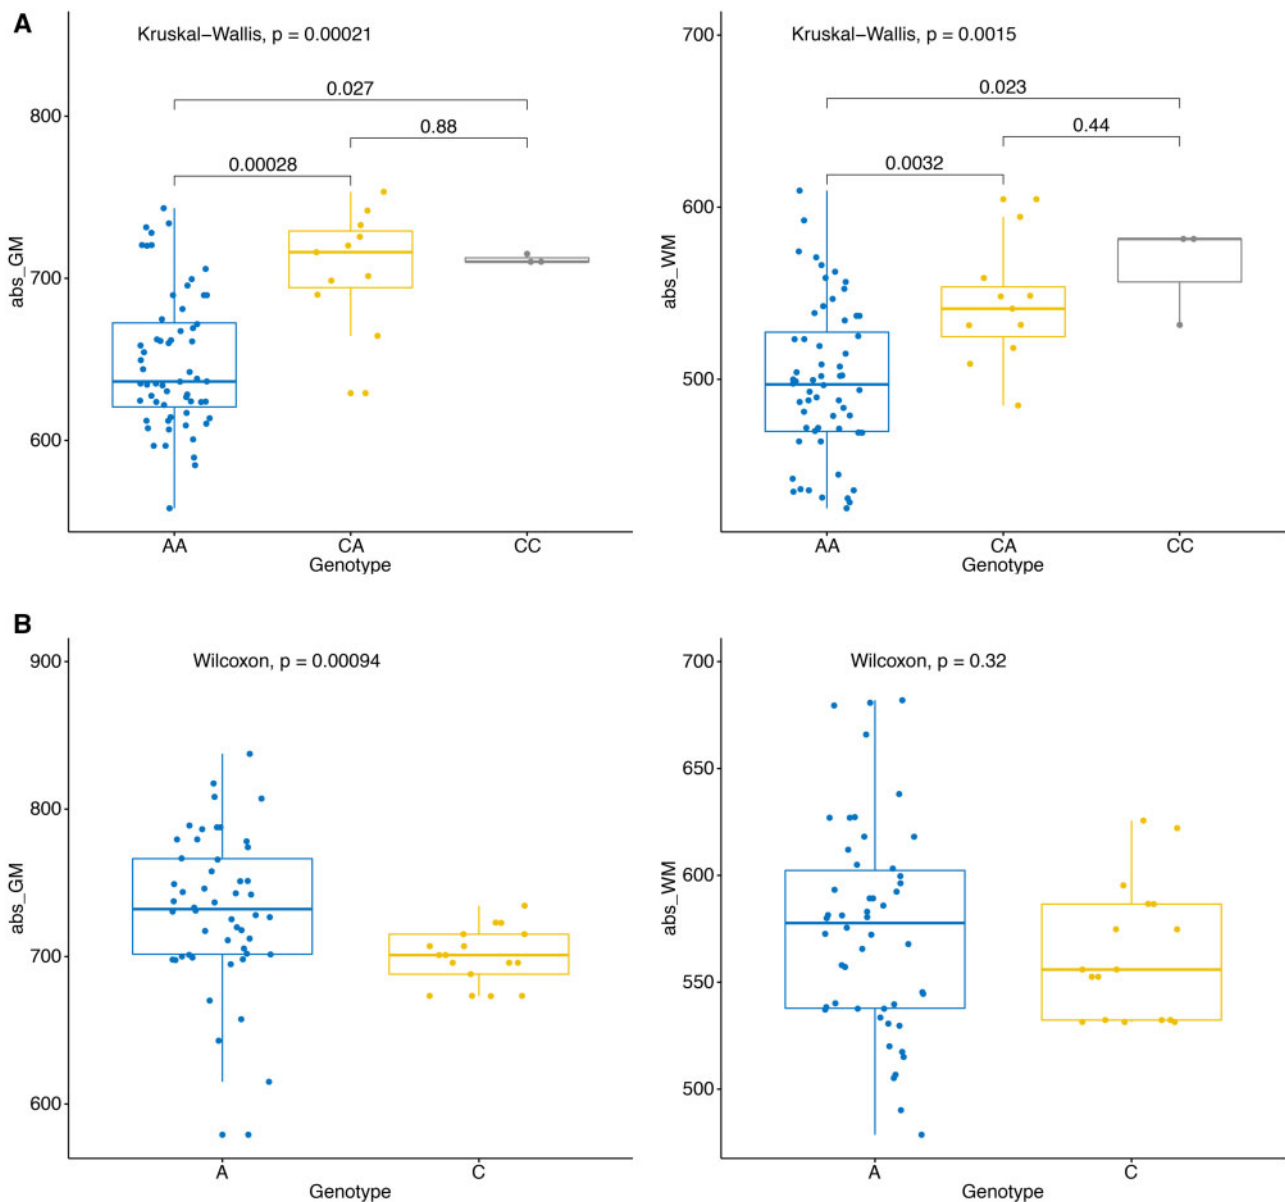 A
Kruskal–Wallis, p = 0.00021
0.027
0.88
0.00028
800
700
600
abs_GM
AA
CA
CC
Genotype
Kruskal–Wallis, p = 0.0015
0.023
0.44
0.0032
700
600
500
abs_WM
AA
CA
CC
Genotype
B
Wilcoxon, p = 0.00094
900
800
700
600
abs_GM
A
C
Genotype
Wilcoxon, p = 0.32
700
650
600
550
500
abs_WM
A
C
Genotype